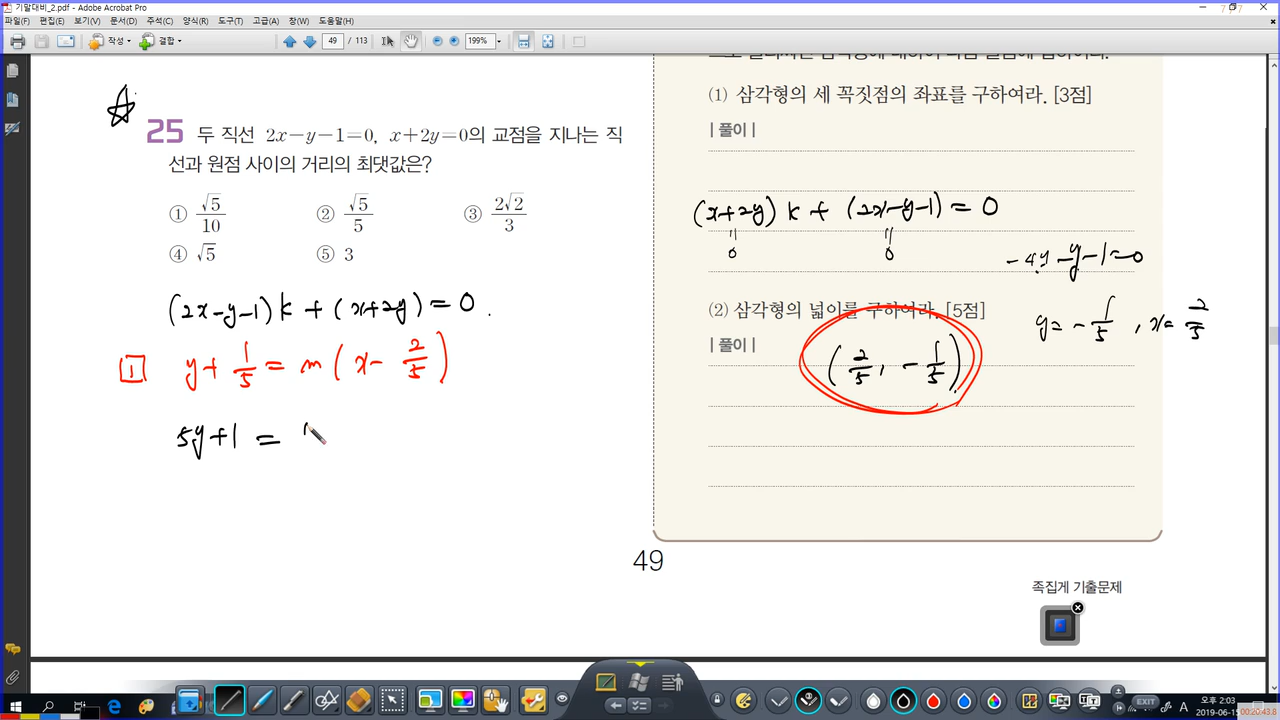 기말대비_2.pdf - Adobe Acrobat Pro
파일(F) 편집(E) 보기(V) 문서(D) 주석(C) 양식(R) 도구(T) 고급(A) 창(W) 도움말(H)
작성 결합 49 / 113 199%
25 두 직선 2x-y-1=0, x+2y=0의 교점을 지나는 직
선과 원점 사이의 거리의 최댓값은?
① √5/10 ② √5/5 ③ 2√2/3
④ √5 ⑤ 3
(2x-y-1)k+(x+2y)=0.
1 y+1/5=m(x-2/5)
5y+1=
(1) 삼각형의 세 꼭짓점의 좌표를 구하여라. [3점]
| 풀이 |
(x+2y)k+(2x-y-1)=0
0 0
-4y-y-1=0
(2) 삼각형의 넓이를 구하여라. [5점]
y=-1/5, x=2/5
| 풀이 |
(2/5, -1/5)
49
족집게 기출문제
EXIT
A
오후 2:03
00:20:43.8